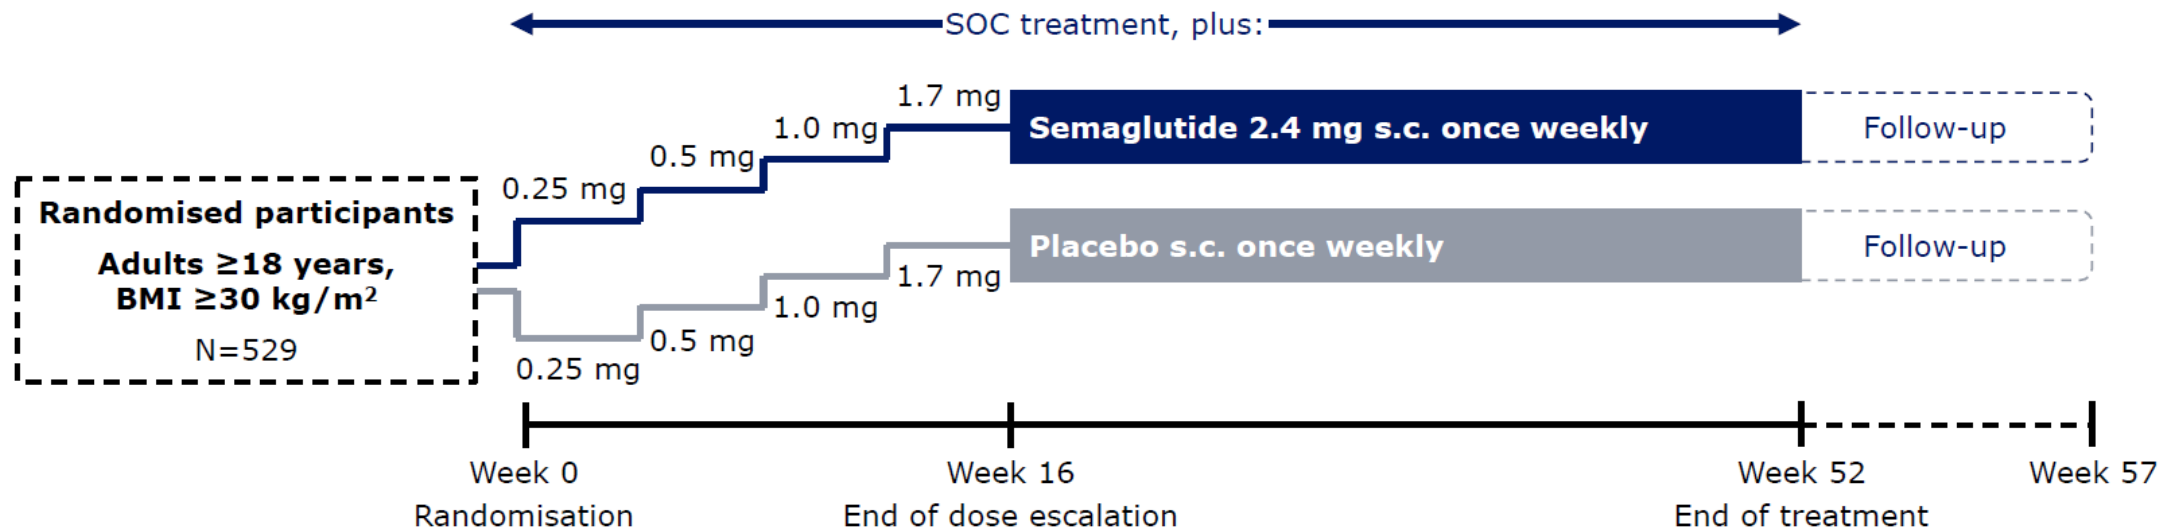 SOC treatment, plus:
1.7 mg
1.0 mg
0.5 mg
0.25 mg
Semaglutide 2.4 mg s.c. once weekly
Follow-up
Randomised participants
Adults ≥18 years,
BMI ≥30 kg/m²
N=529
Placebo s.c. once weekly
Follow-up
1.7 mg
1.0 mg
0.5 mg
0.25 mg
Week 0
Randomisation
Week 16
End of dose escalation
Week 52
End of treatment
Week 57